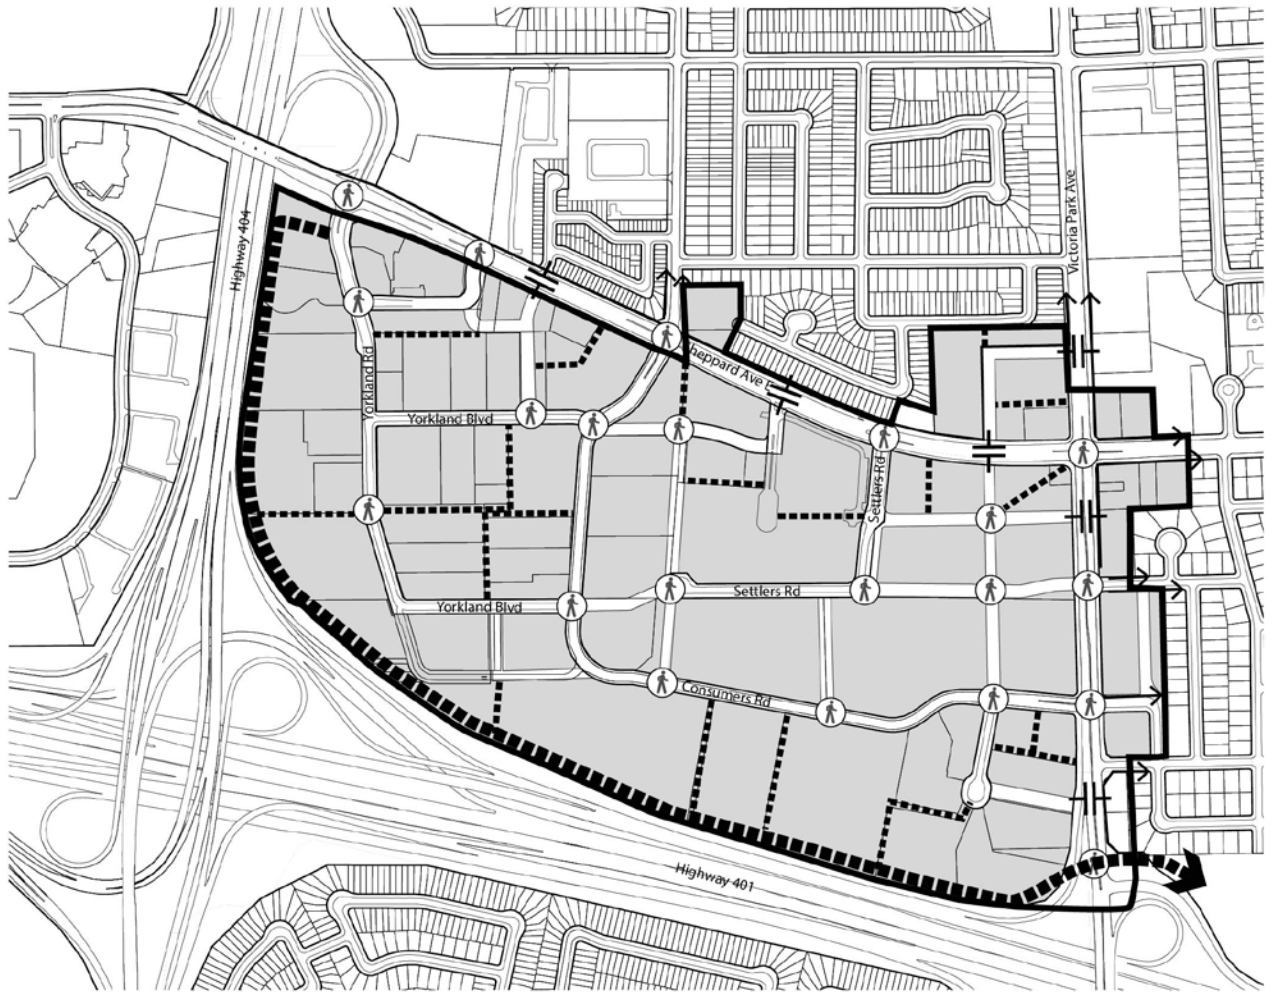 Victoria Park Ave
Highway 404
Sheppard Ave E
Yorkland Rd
Yorkland Blvd
Settlers Rd
Settlers Rd
Yorkland Blvd
Consumers Rd
Highway 401